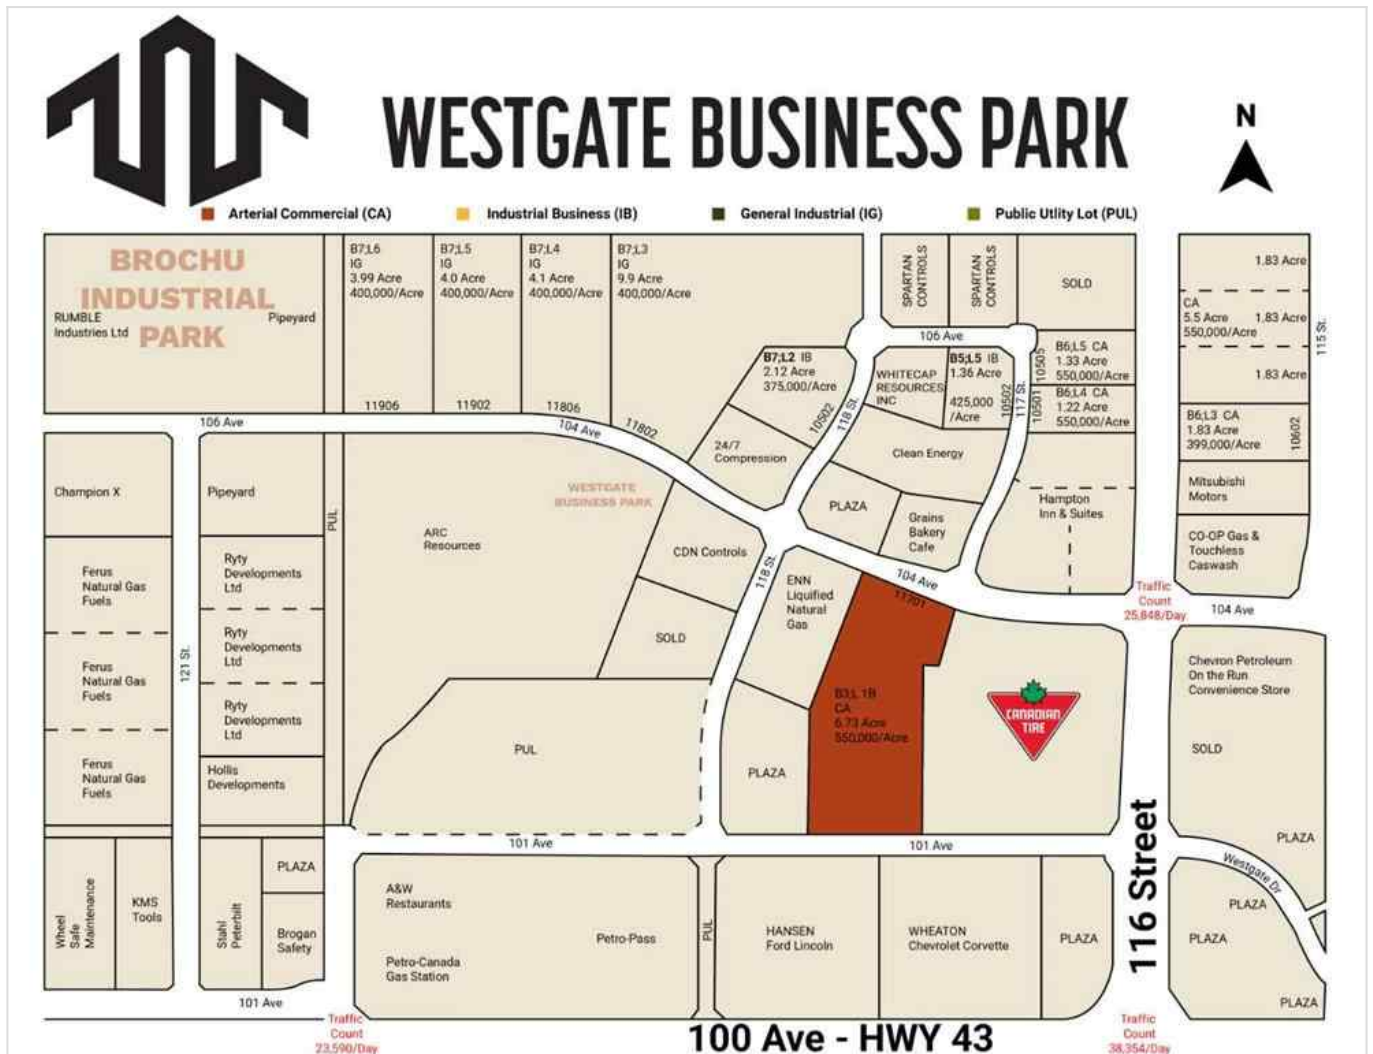 WESTGATE BUSINESS PARK
N
Arterial Commercial (CA)
Industrial Business (IB)
General Industrial (IG)
Public Utlity Lot (PUL)
BROCHU
INDUSTRIAL
PARK
RUMBLE
Industries Ltd
Pipeyard
B7;L6
IG
3.99 Acre
400,000/Acre
B7;L5
IG
4.0 Acre
400,000/Acre
B7;L4
IG
4.1 Acre
400,000/Acre
B7;L3
IG
9.9 Acre
400,000/Acre
SPARTAN
CONTROLS
SPARTAN
CONTROLS
SOLD
1.83 Acre
CA
5.5 Acre
550,000/Acre
1.83 Acre
1.83 Acre
115 St.
106 Ave
B7;L2 IB
2.12 Acre
375,000/Acre
WHITECAP
RESOURCES
INC
B5;L5 IB
1.36 Acre
425,000
/Acre
10502
117 St.
10505
B6;L5 CA
1.33 Acre
550,000/Acre
10501
B6;L4 CA
1.22 Acre
550,000/Acre
B6;L3 CA
1.83 Acre
399,000/Acre
10602
11906
11902
11806
11802
106 Ave
104 Ave
10502
118 St.
24/7
Compression
Clean Energy
WESTGATE
BUSINESS PARK
Champion X
Pipeyard
PUL
ARC
Resources
CDN Controls
PLAZA
Grains
Bakery
Cafe
Hampton
Inn & Suites
Mitsubishi
Motors
CO-OP Gas &
Touchless
Caswash
Ferus
Natural Gas
Fuels
Ryty
Developments
Ltd
118 St.
ENN
Liquified
Natural
Gas
104 Ave
11701
Traffic
Count
25,848/Day
104 Ave
SOLD
Ryty
Developments
Ltd
121 St.
Ferus
Natural Gas
Fuels
Ryty
Developments
Ltd
B3;L 1B
CA
6.73 Acre
550,000/Acre
CANADIAN
TIRE
Chevron Petroleum
On the Run
Convenience Store
SOLD
PUL
PLAZA
Ferus
Natural Gas
Fuels
Hollis
Developments
101 Ave
101 Ave
116 Street
PLAZA
Westgate Dr
Wheel
Safe
Maintenance
KMS
Tools
Stahl
Peterbilt
PLAZA
Brogan
Safety
A&W
Restaurants
Petro-Canada
Gas Station
Petro-Pass
PUL
HANSEN
Ford Lincoln
WHEATON
Chevrolet Corvette
PLAZA
PLAZA
PLAZA
PLAZA
101 Ave
Traffic
Count
23,590/Day
100 Ave - HWY 43
Traffic
Count
38,354/Day